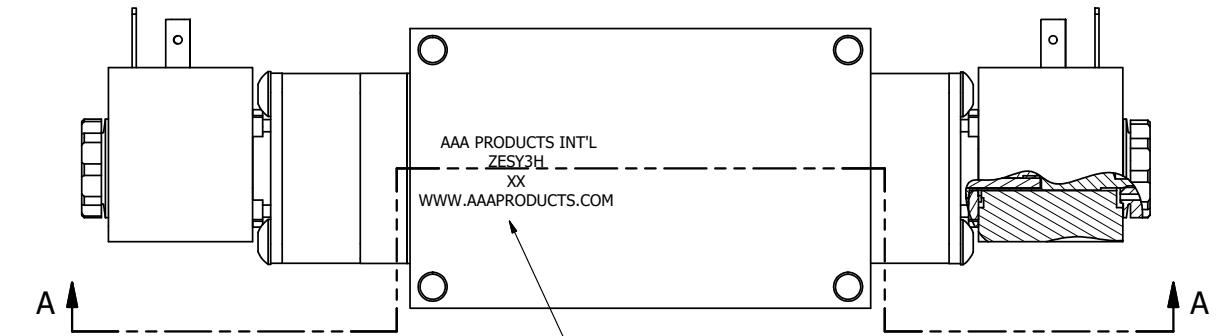 AAA PRODUCTS INT'L
ZESY3H
XX
WWW.AAAPRODUCTS.COM
A
A